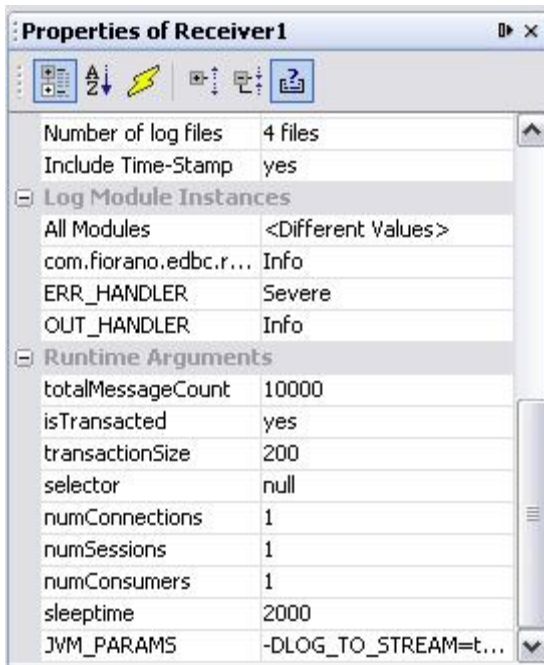 Properties of Receiver1
Number of log files 4 files
Include Time-Stamp yes
Log Module Instances
All Modules <Different Values>
com.fiorano.edbc.r... Info
ERR_HANDLER Severe
OUT_HANDLER Info
Runtime Arguments
totalMessageCount 10000
isTransacted yes
transactionSize 200
selector null
numConnections 1
numSessions 1
numConsumers 1
sleeptime 2000
JVM_PARAMS -DLOG_TO_STREAM=t...